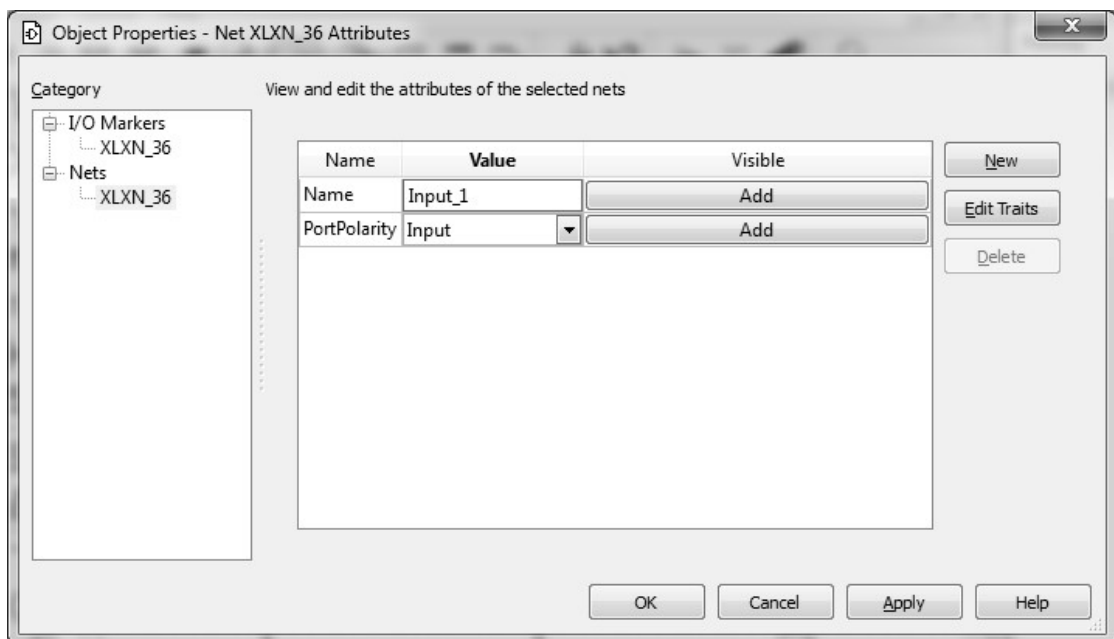 Object Properties - Net XLXN_36 Attributes
x
Category
View and edit the attributes of the selected nets
I/O Markers
XLXN_36
Nets
XLXN_36
Name Value Visible
Name Input_1 Add
PortPolarity Input Add
New
Edit Traits
Delete
OK Cancel Apply Help